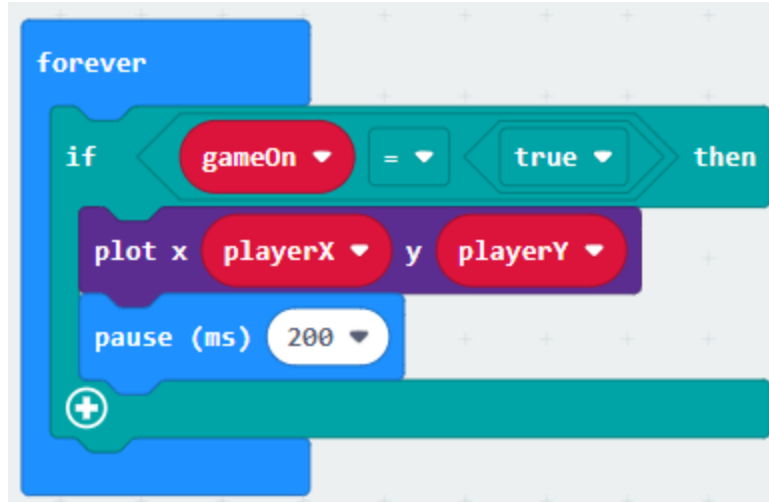 forever
if gameOn = true then
plot x playerX y playerY
pause (ms) 200